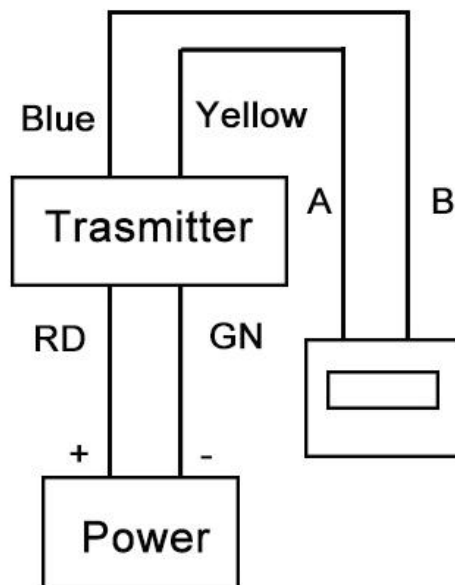 Blue
Yellow
A
B
Trasmitter
RD
GN
+
-
Power